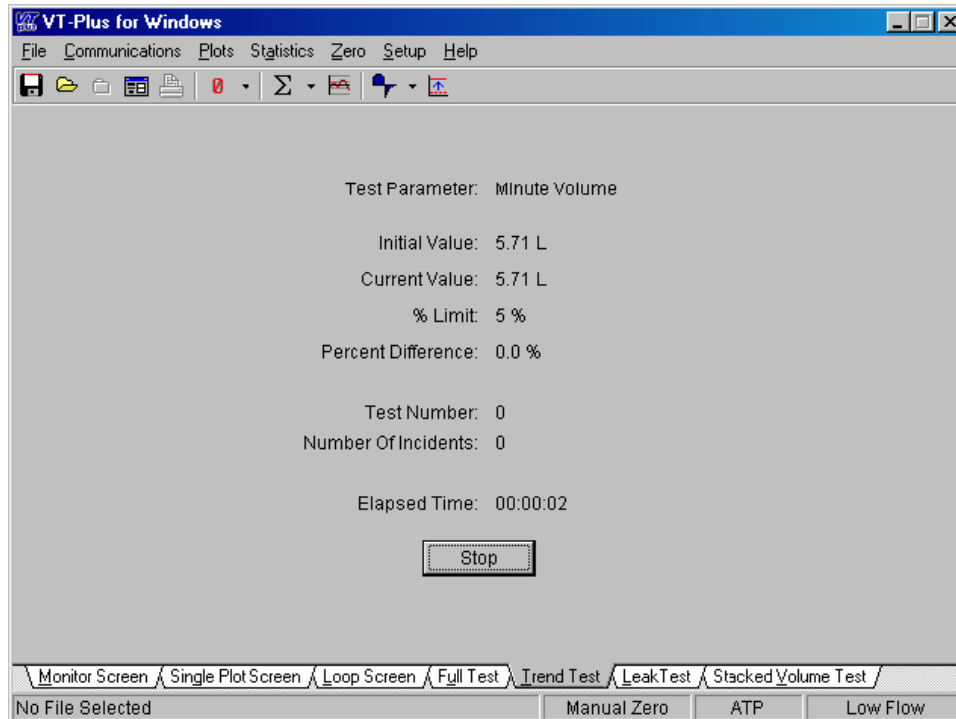 VT-Plus for Windows
File Communications Plots Statistics Zero Setup Help
Test Parameter: Minute Volume
Initial Value: 5.71 L
Current Value: 5.71 L
% Limit: 5 %
Percent Difference: 0.0 %
Test Number: 0
Number Of Incidents: 0
Elapsed Time: 00:00:02
Stop
Monitor Screen Single Plot Screen Loop Screen Full Test Trend Test LeakTest Stacked Volume Test
No File Selected Manual Zero ATP Low Flow